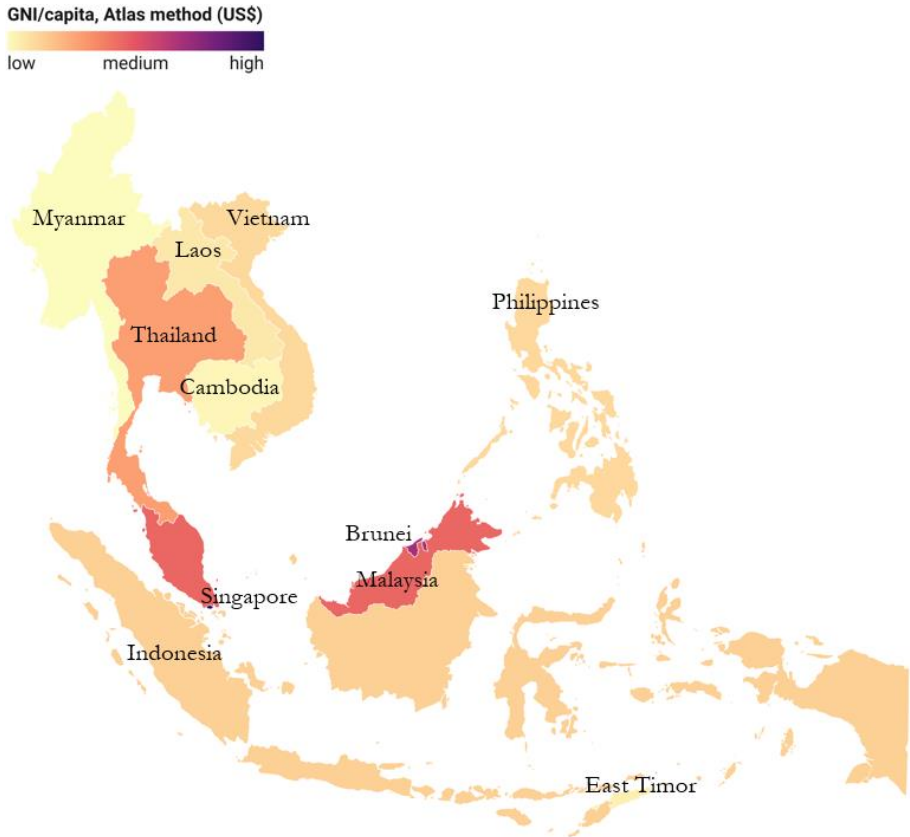 GNI/capita, Atlas method (US$)
low medium high
Myanmar
Vietnam
Laos
Philippines
Thailand
Cambodia
Brunei
Malaysia
Singapore
Indonesia
East Timor